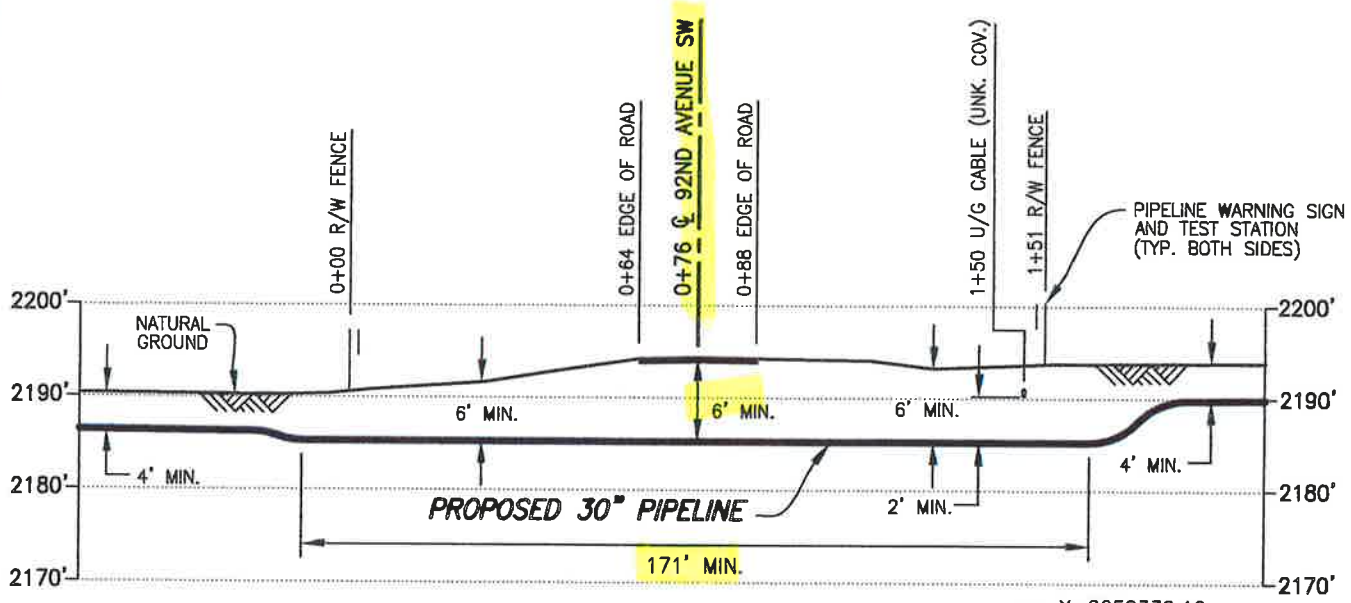 0+00 R/W FENCE
0+64 EDGE OF ROAD
0+76 ℄ 92ND AVENUE SW
0+88 EDGE OF ROAD
1+50 U/G CABLE (UNK. COV.)
1+51 R/W FENCE
PIPELINE WARNING SIGN
AND TEST STATION
(TYP. BOTH SIDES)
2200'
2200'
NATURAL
GROUND
2190'
6' MIN.
6' MIN.
6' MIN.
2190'
4' MIN.
4' MIN.
2180'
PROPOSED 30" PIPELINE
2' MIN.
2180'
171' MIN.
2170'
2170'